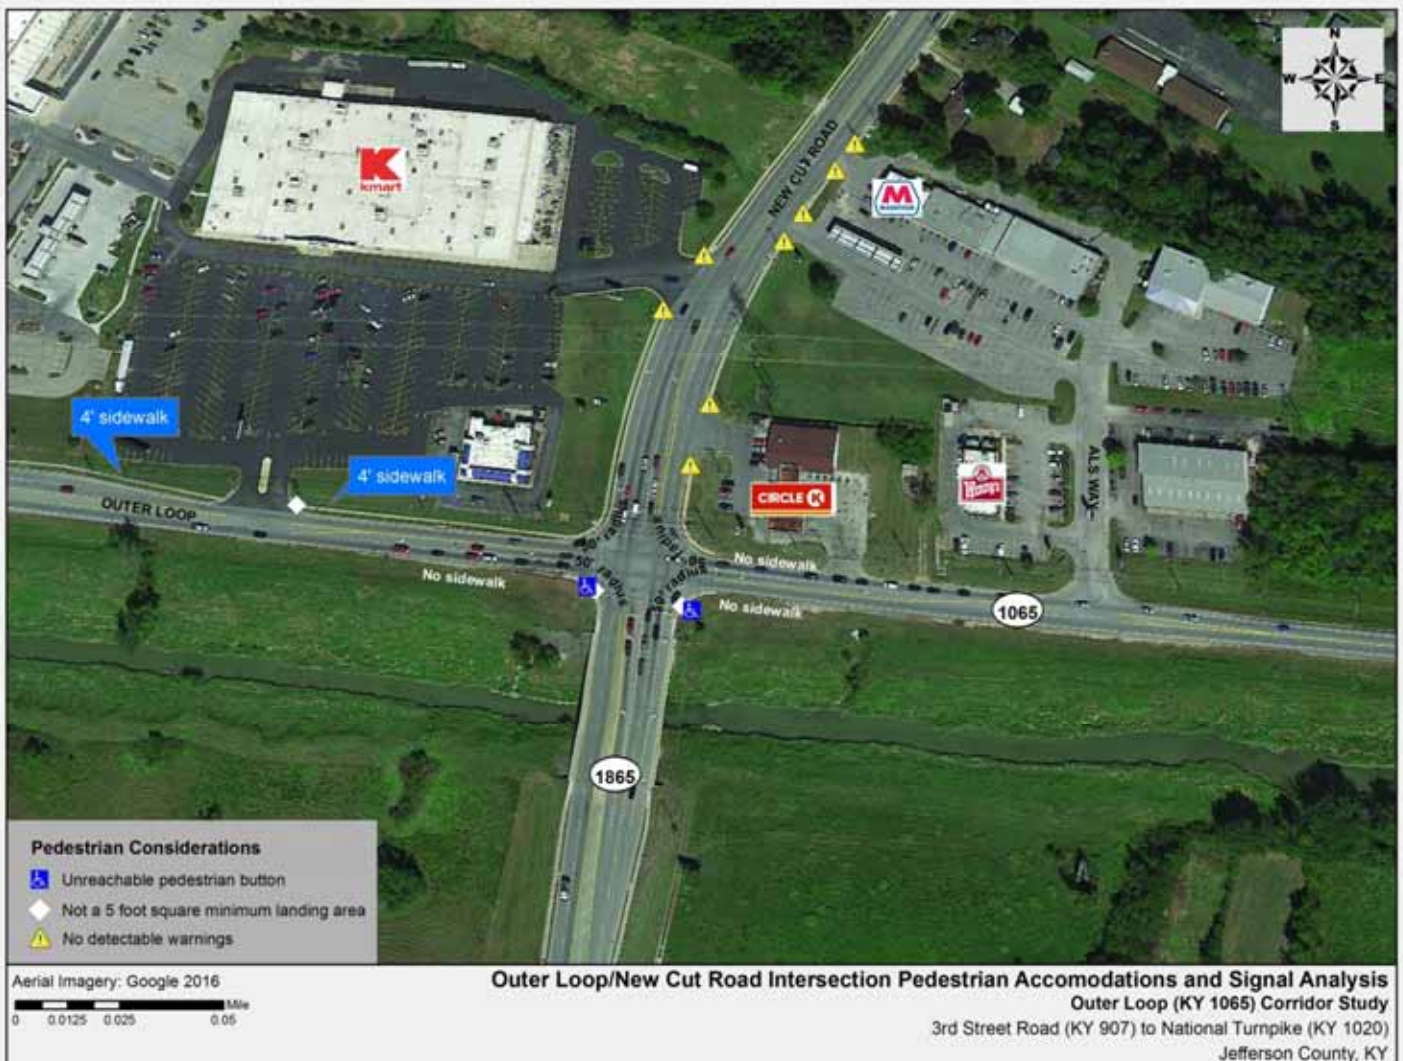 N
W E
S
K
kmart
NEW CUT ROAD
M
4' sidewalk
4' sidewalk
OUTER LOOP
CIRCLE K
ALS WAY
No sidewalk
No sidewalk
50' radius
radius
radius
No sidewalk
1065
1865
Pedestrian Considerations
Unreachable pedestrian button
Not a 5 foot square minimum landing area
No detectable warnings
Aerial Imagery: Google 2016
Mile
0 0.0125 0.025 0.05
Outer Loop/New Cut Road Intersection Pedestrian Accomodations and Signal Analysis
Outer Loop (KY 1065) Corridor Study
3rd Street Road (KY 907) to National Turnpike (KY 1020)
Jefferson County, KY